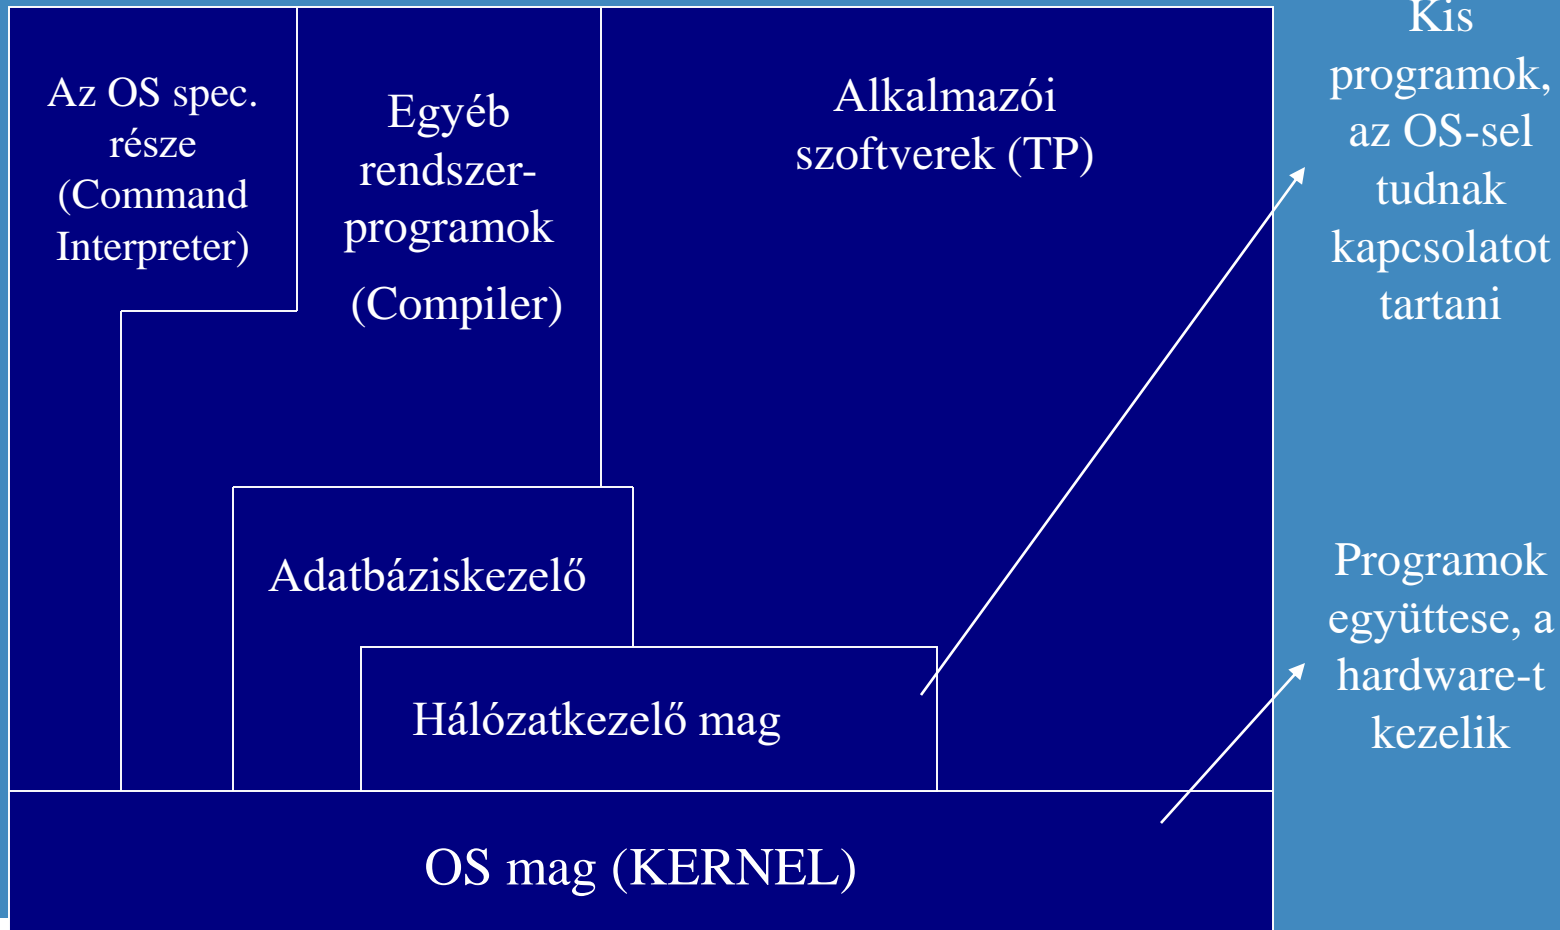 Az OS spec.
része
(Command
Interpreter)
Egyéb
rendszer-
programok
(Compiler)
Alkalmazói
szoftverek (TP)
Kis
programok,
az OS-sel
tudnak
kapcsolatot
tartani
Adatbáziskezelő
Hálózatkezelő mag
Programok
együttese, a
hardware-t
kezelik
OS mag (KERNEL)